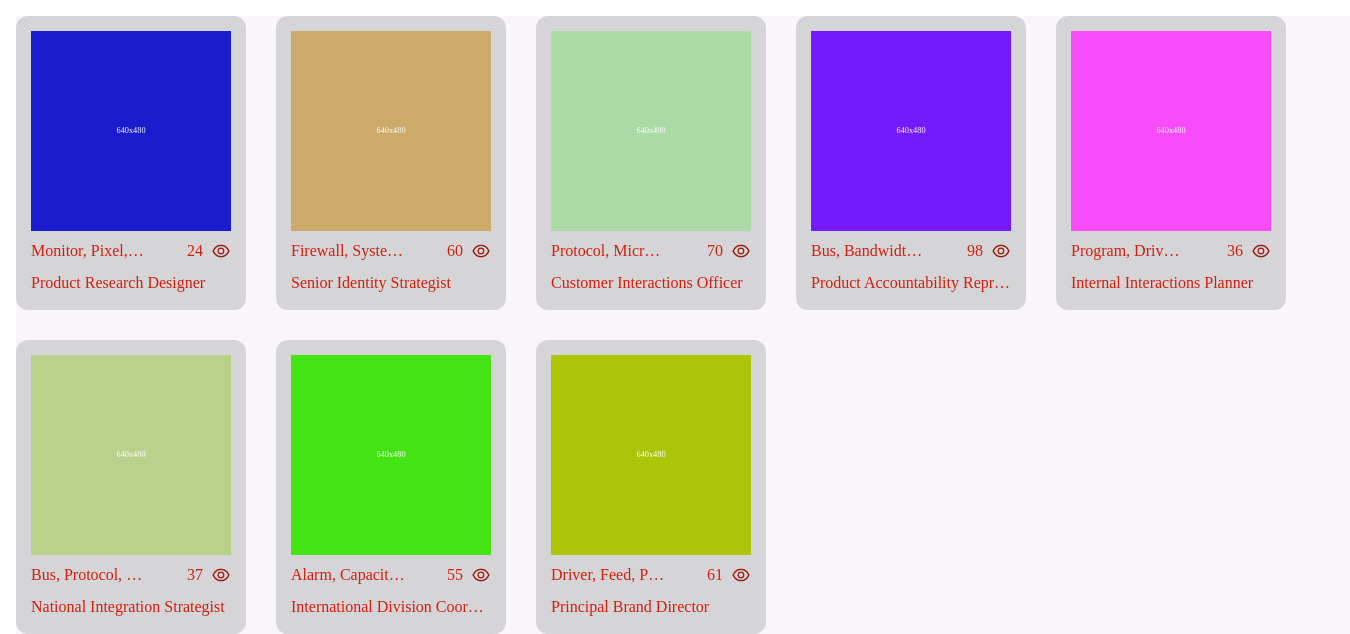 640x480
640x480
640x480
640x480
640x480
Monitor, Pixel,… 24
Firewall, Syste… 60
Protocol, Micr… 70
Bus, Bandwidt… 98
Program, Driv… 36
Product Research Designer
Senior Identity Strategist
Customer Interactions Officer
Product Accountability Repr…
Internal Interactions Planner
640x480
640x480
640x480
Bus, Protocol, … 37
Alarm, Capacit… 55
Driver, Feed, P… 61
National Integration Strategist
International Division Coor…
Principal Brand Director